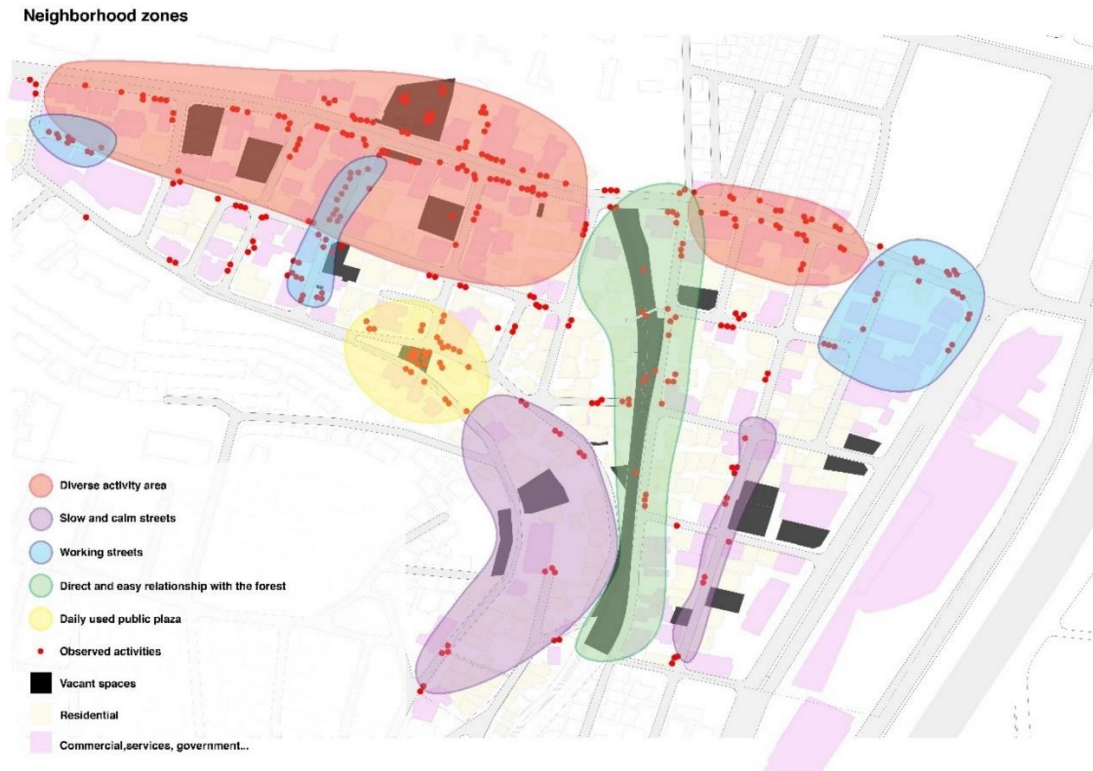 Neighborhood zones
Diverse activity area
Slow and calm streets
Working streets
Direct and easy relationship with the forest
Daily used public plaza
Observed activities
Vacant spaces
Residential
Commercial,services, government...